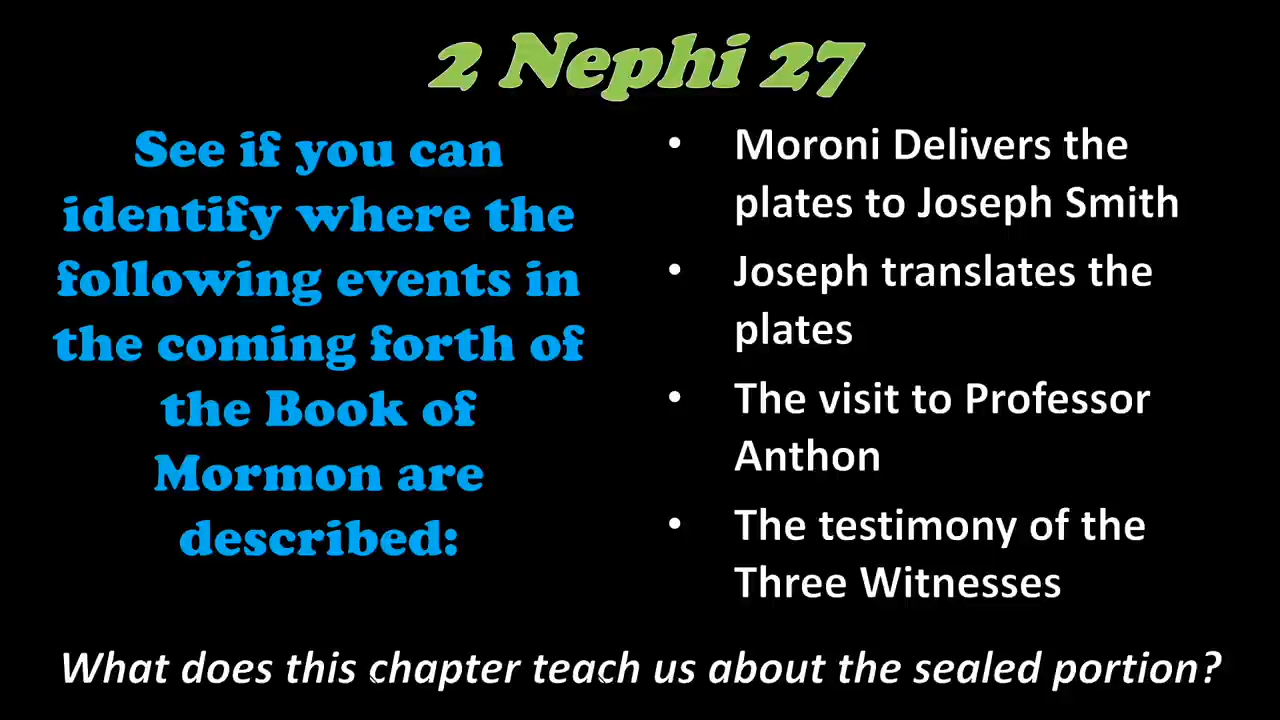 2 Nephi 27
See if you can
identify where the
following events in
the coming forth of
the Book of
Mormon are
described:
• Moroni Delivers the
plates to Joseph Smith
• Joseph translates the
plates
• The visit to Professor
Anthon
• The testimony of the
Three Witnesses
What does this chapter teach us about the sealed portion?